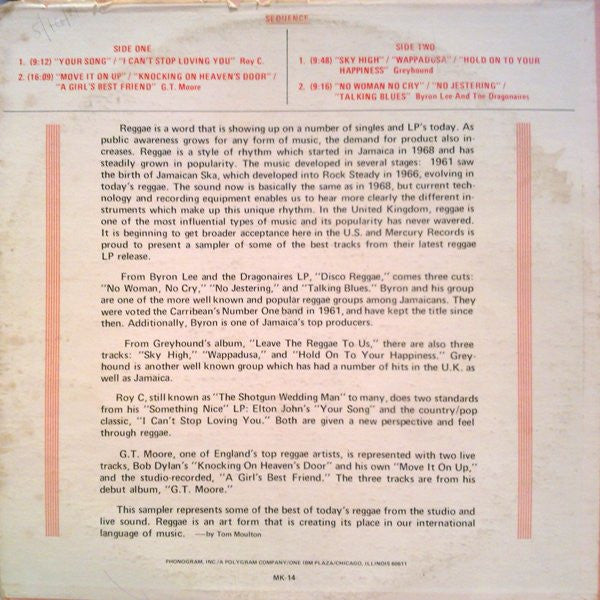 SEQUENCE
SIDE ONE
1. (9:12) "YOUR SONG" / "I CAN'T STOP LOVING YOU" Roy C.
2. (16:09) "MOVE IT ON UP" / "KNOCKING ON HEAVEN'S DOOR" /
"A GIRL'S BEST FRIEND" G.T. Moore
SIDE TWO
1. (9:48) "SKY HIGH" / "WAPPADUSA" / "HOLD ON TO YOUR
HAPPINESS" Greyhound
2. (9:16) "NO WOMAN NO CRY" / "NO JESTERING" /
"TALKING BLUES" Byron Lee And The Dragonaires
Reggae is a word that is showing up on a number of singles and LP's today. As
public awareness grows for any form of music, the demand for product also in-
creases. Reggae is a style of rhythm which started in Jamaica in 1968 and has
steadily grown in popularity. The music developed in several stages: 1961 saw
the birth of Jamaican Ska, which developed into Rock Steady in 1966, evolving in
today's reggae. The sound now is basically the same as in 1968, but current tech-
nology and recording equipment enables us to hear more clearly the different in-
struments which make up this unique rhythm. In the United Kingdom, reggae is
one of the most influential types of music and its popularity has never wavered.
It is beginning to get broader acceptance here in the U.S. and Mercury Records is
proud to present a sampler of some of the best tracks from their latest reggae
LP release.
From Byron Lee and the Dragonaires LP, "Disco Reggae," comes three cuts:
"No Woman, No Cry," "No Jestering," and "Talking Blues." Byron and his group
are one of the more well known and popular reggae groups among Jamaicans. They
were voted the Carribean's Number One band in 1961, and have kept the title since
then. Additionally, Byron is one of Jamaica's top producers.
From Greyhound's album, "Leave The Reggae To Us," there are also three
tracks: "Sky High," "Wappadusa," and "Hold On To Your Happiness." Grey-
hound is another well known group which has had a number of hits in the U.K. as
well as Jamaica.
Roy C, still known as "The Shotgun Wedding Man" to many, does two standards
from his "Something Nice" LP: Elton John's "Your Song" and the country/pop
classic, "I Can't Stop Loving You." Both are given a new perspective and feel
through reggae.
G.T. Moore, one of England's top reggae artists, is represented with two live
tracks, Bob Dylan's "Knocking On Heaven's Door" and his own "Move It On Up,"
and the studio-recorded, "A Girl's Best Friend." The three tracks are from his
debut album, "G.T. Moore."
This sampler represents some of the best of today's reggae from the studio and
live sound. Reggae is an art form that is creating its place in our international
language of music. —by Tom Moulton
PHONOGRAM, INC./A POLYGRAM COMPANY/ONE IBM PLAZA/CHICAGO, ILLINOIS 60611
MK-14